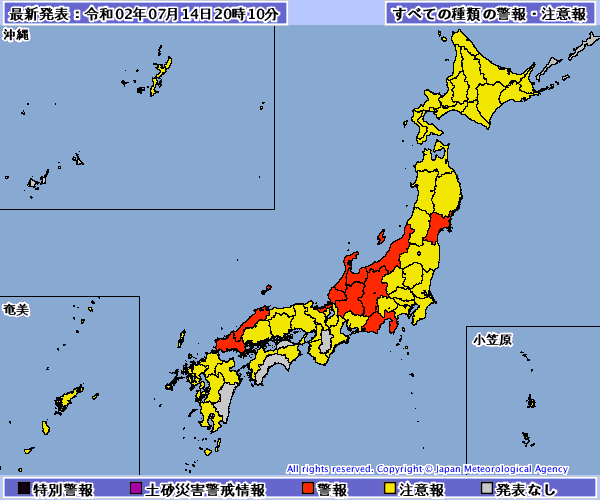 最新発表：令和02年07月14日20時10分
すべての種類の警報・注意報
沖縄
奄美
小笠原
All rights reserved. Copyright © Japan Meteorological Agency
特別警報 土砂災害警戒情報 警報 注意報 発表なし